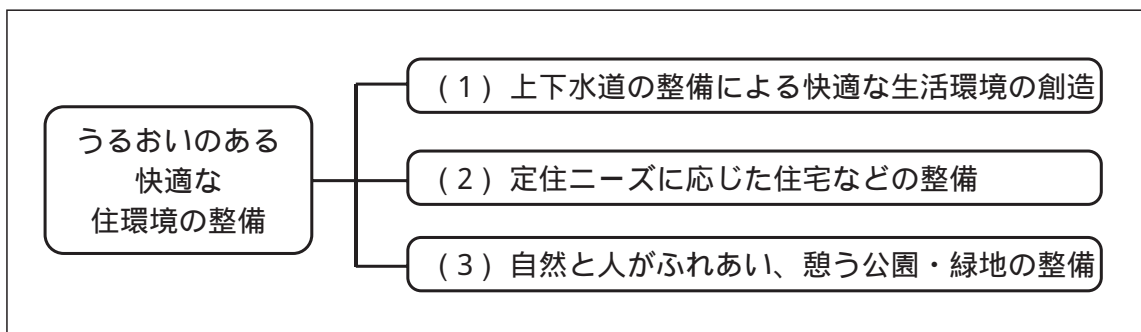 うるおいのある
快適な
住環境の整備
(1)上下水道の整備による快適な生活環境の創造
(2)定住ニーズに応じた住宅などの整備
(3)自然と人がふれあい、憩う公園・緑地の整備